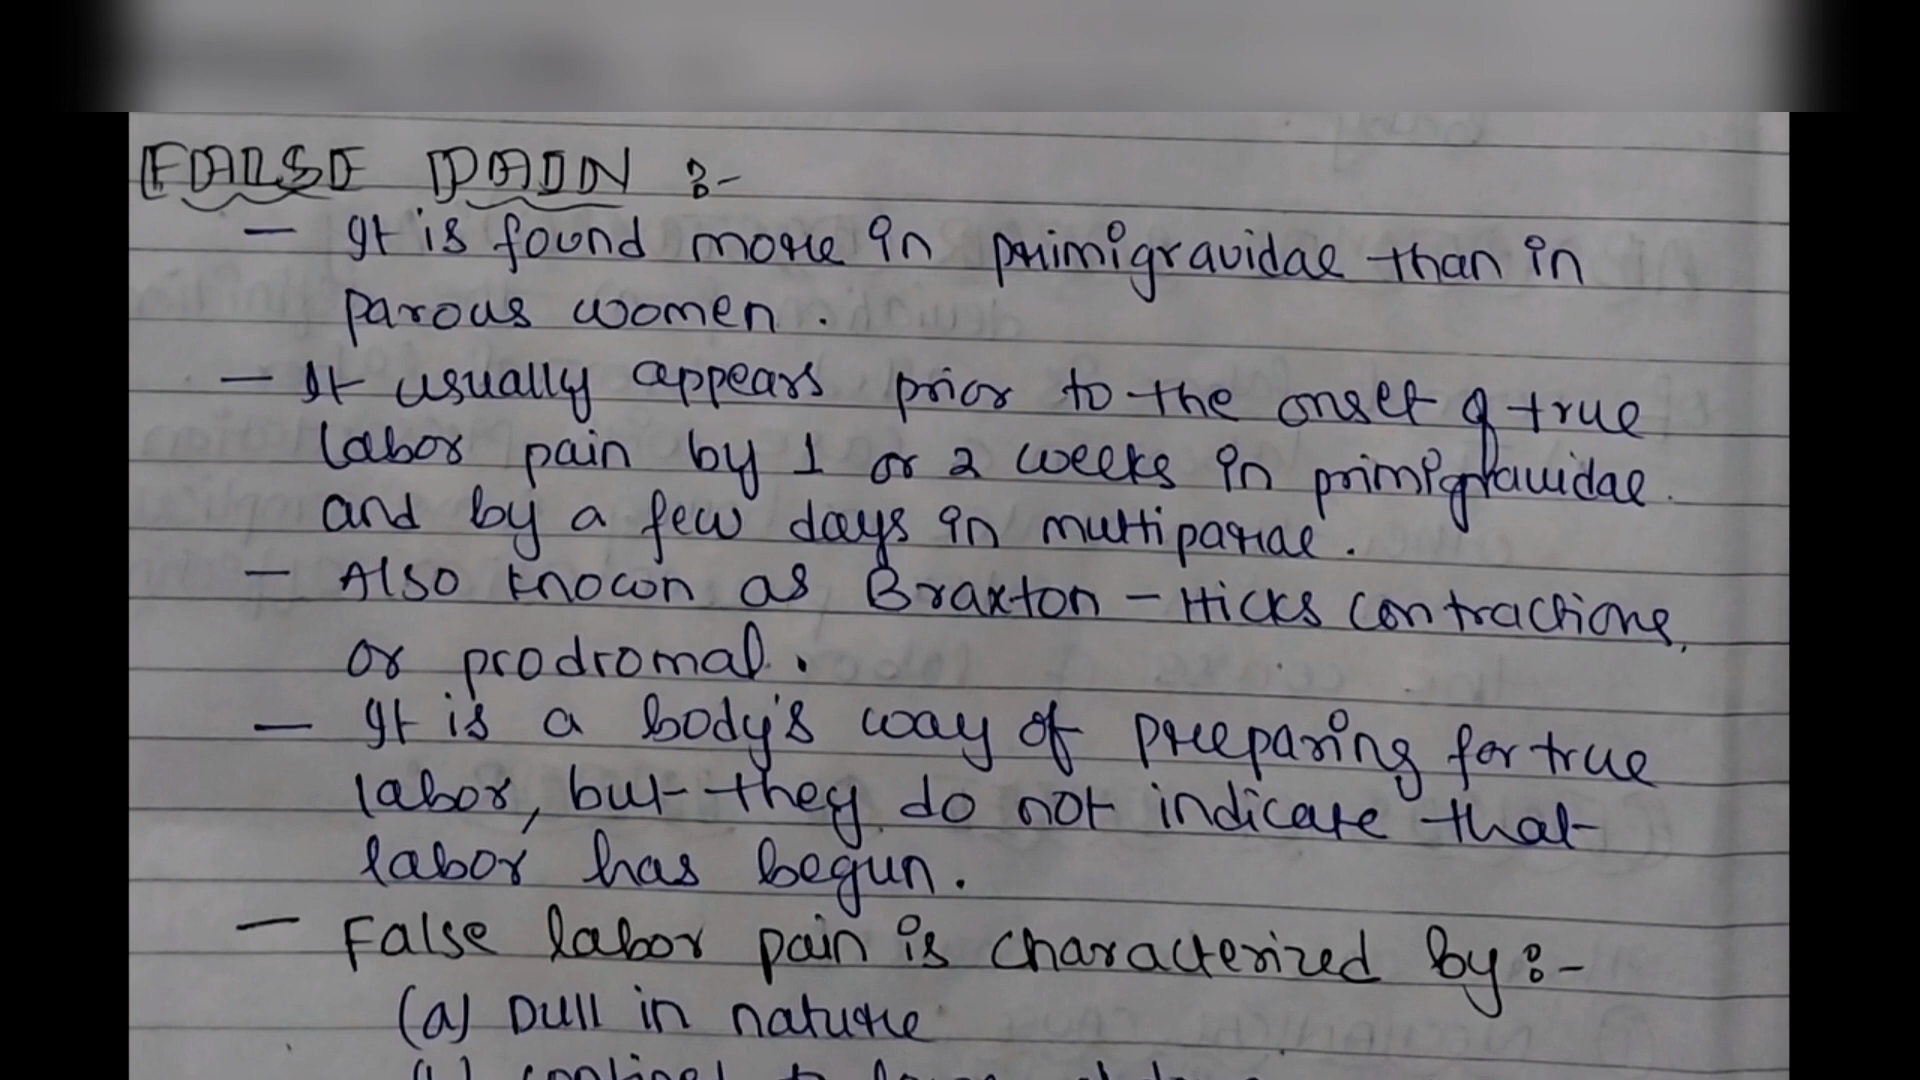 FALSE PAIN :-
- It is found more in primigravidae than in
parous women.
- It usually appears prior to the onset of true
labor pain by 1 or 2 weeks in primigravidae
and by a few days in multiparae.
- Also known as Braxton-Hicks contractions,
or prodromal.
- It is a body's way of preparing for true
labor, but they do not indicate that
labor has begun.
- False labor pain is characterized by :-
(a) Dull in nature